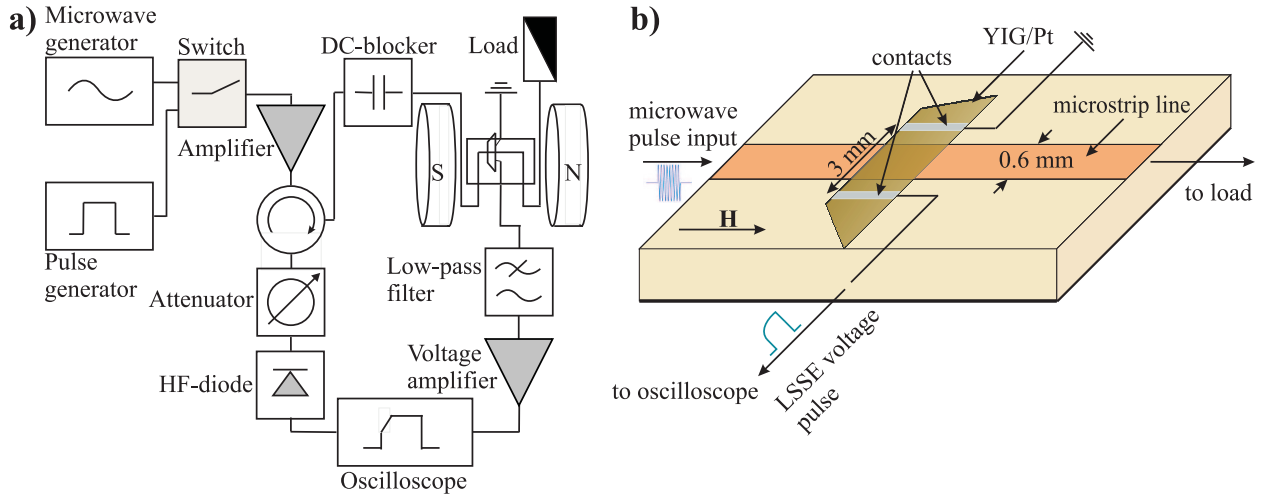 a)
Microwave
generator
Switch
DC-blocker
Load
Amplifier
S
N
Pulse
generator
Attenuator
Low-pass
filter
HF-diode
Voltage
amplifier
Oscilloscope
b)
YIG/Pt
contacts
microwave
pulse input
microstrip line
3 mm
0.6 mm
to load
H
LSSE voltage
pulse
to oscilloscope